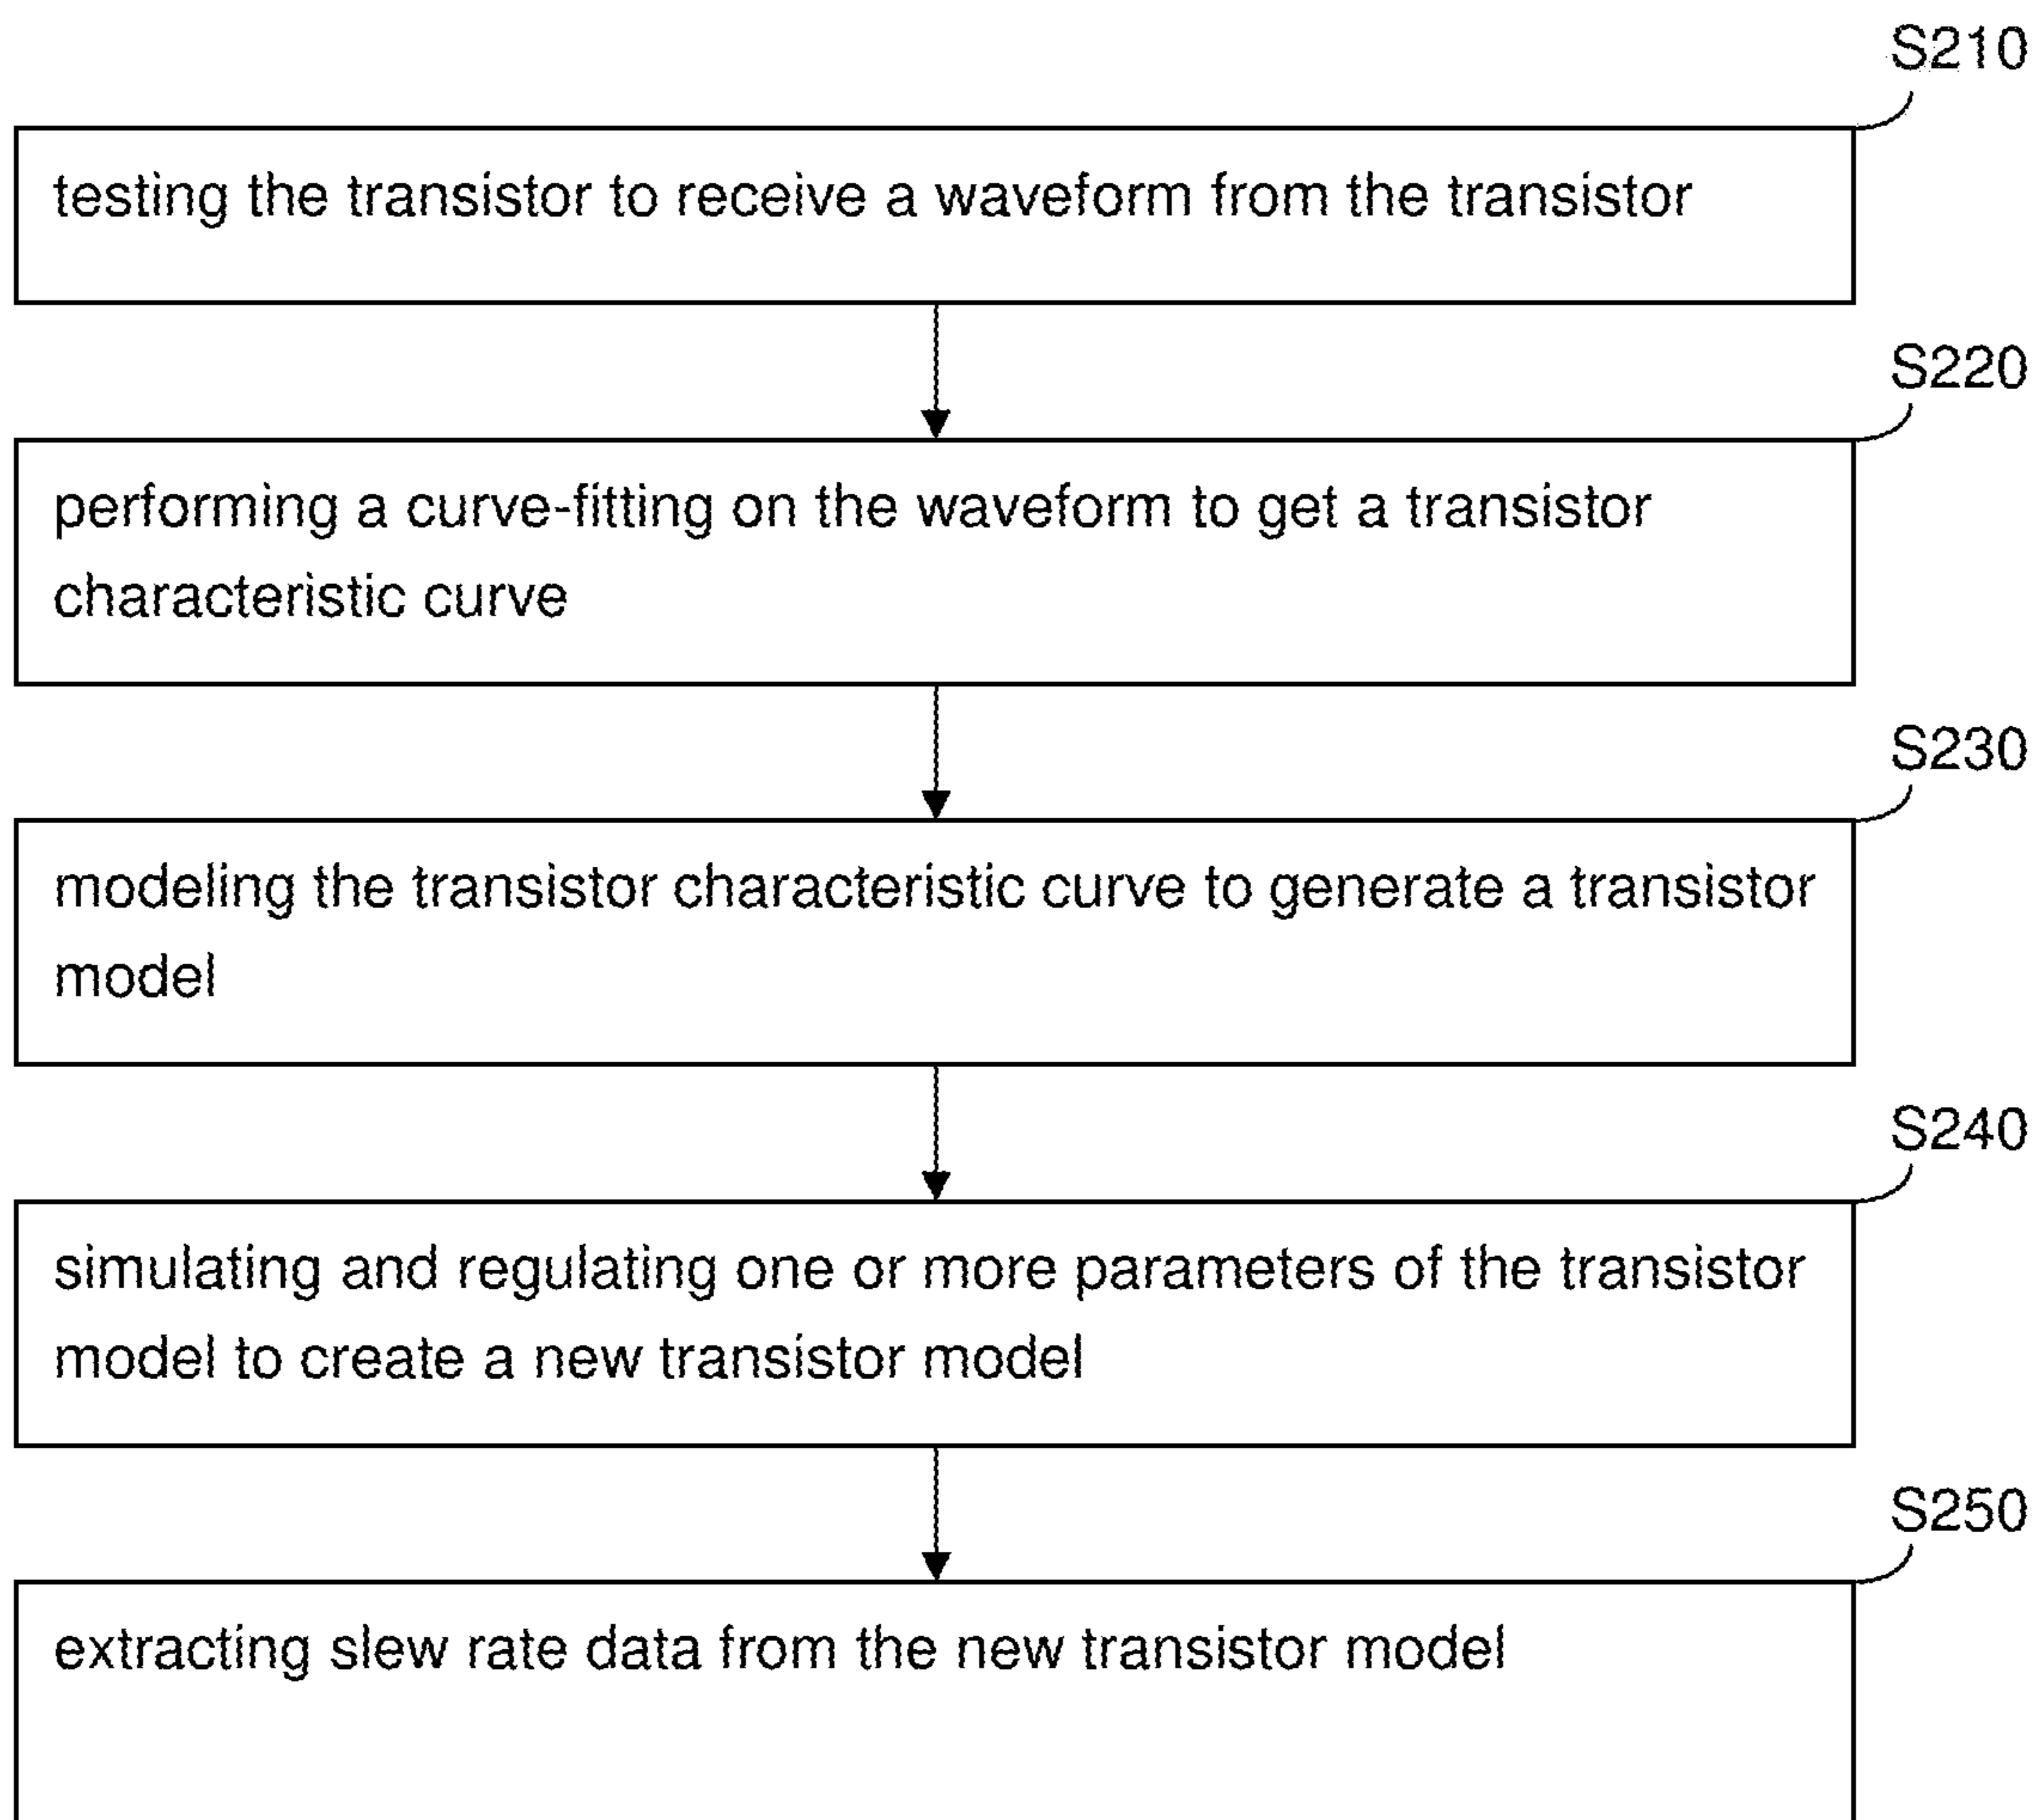 S210
testing the transistor to receive a waveform from the transistor
S220
performing a curve-fitting on the waveform to get a transistor
characteristic curve
S230
modeling the transistor characteristic curve to generate a transistor
model
S240
simulating and regulating one or more parameters of the transistor
model to create a new transistor model
S250
extracting slew rate data from the new transistor model